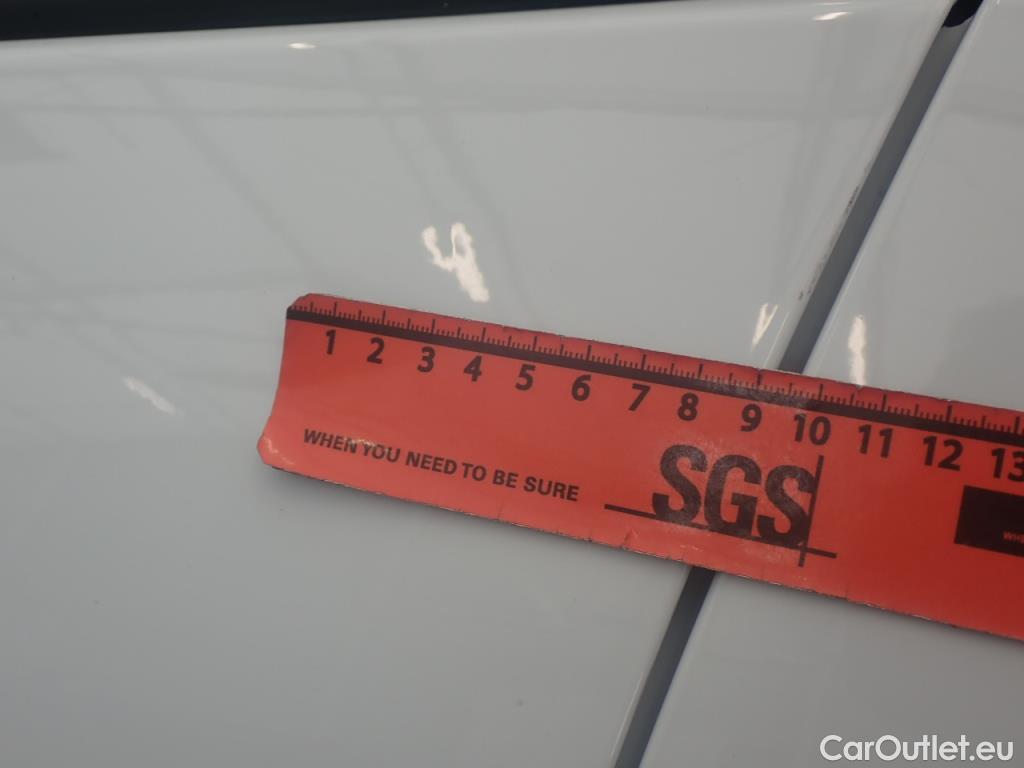 1 2 3 4 5 6 7 8 9 10 11 12 13
WHEN YOU NEED TO BE SURE
SGS
CarOutlet.eu